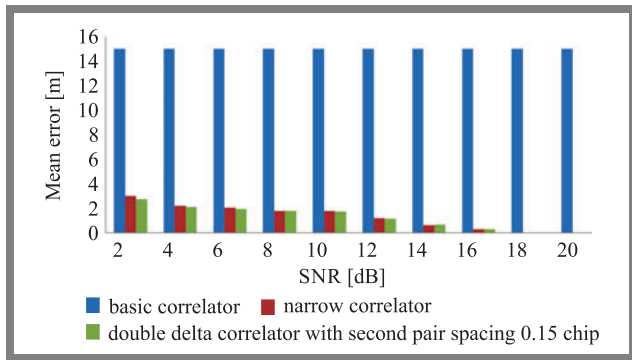 16
14
12
10
8
6
4
2
0
Mean error [m]
2 4 6 8 10 12 14 16 18 20
SNR [dB]
basic correlator narrow correlator
double delta correlator with second pair spacing 0.15 chip